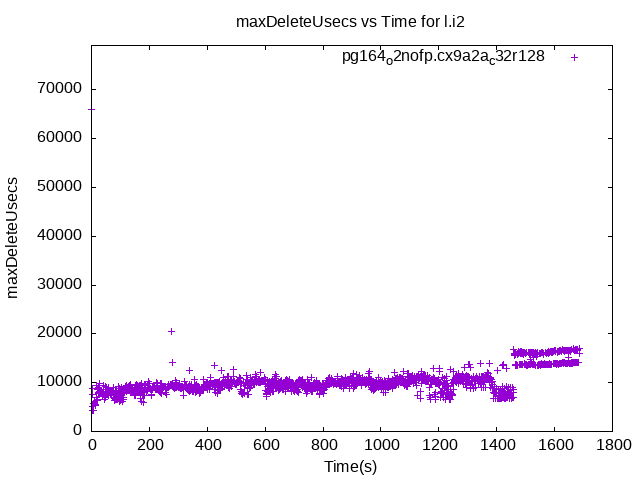 maxDeleteUsecs vs Time for l.i2
pg164o2nofp.cx9a2ac32r128
70000
60000
50000
40000
30000
20000
10000
0
maxDeleteUsecs
0 200 400 600 800 1000 1200 1400 1600 1800
Time(s)